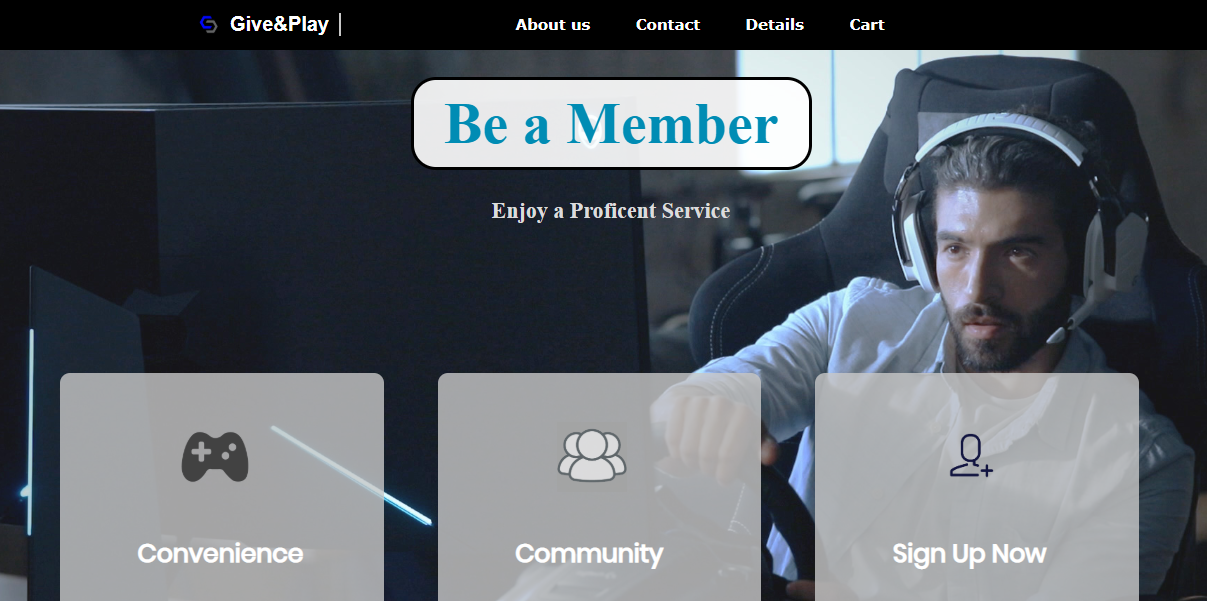 Give&Play
About us Contact Details Cart
Be a Member
Enjoy a Proficent Service
Convenience
Community
Sign Up Now